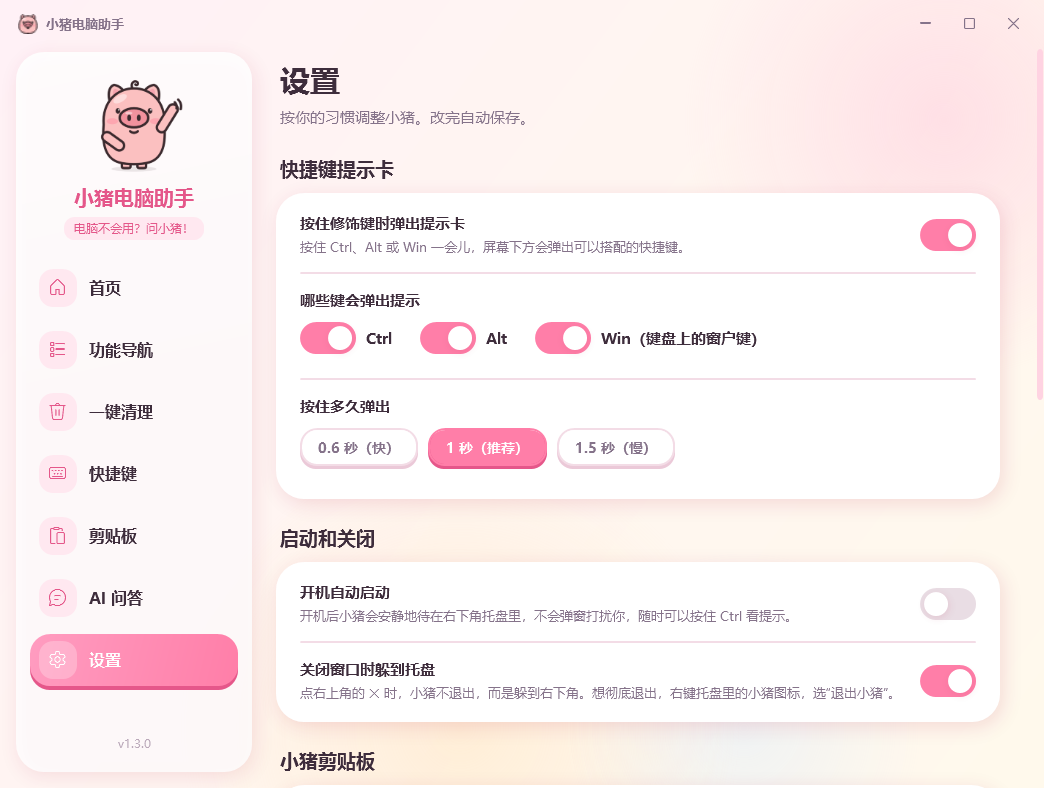 小猪电脑助手
小猪电脑助手
电脑不会用？问小猪！
首页
功能导航
一键清理
快捷键
剪贴板
AI 问答
设置
v1.3.0
设置
按你的习惯调整小猪。改完自动保存。
快捷键提示卡
按住修饰键时弹出提示卡
按住 Ctrl、Alt 或 Win 一会儿，屏幕下方会弹出可以搭配的快捷键。
哪些键会弹出提示
Ctrl Alt Win（键盘上的窗户键）
按住多久弹出
0.6 秒（快） 1 秒（推荐） 1.5 秒（慢）
启动和关闭
开机自动启动
开机后小猪会安静地待在右下角托盘里，不会弹窗打扰你，随时可以按住 Ctrl 看提示。
关闭窗口时躲到托盘
点右上角的 × 时，小猪不退出，而是躲到右下角。想彻底退出，右键托盘里的小猪图标，选“退出小猪”。
小猪剪贴板